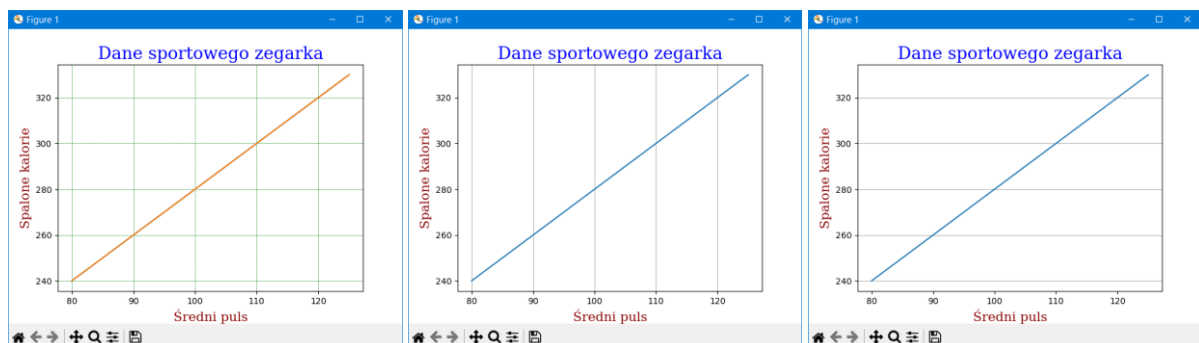 Figure 1
Dane sportowego zegarka
320
300
280
260
240
Spalone kalorie
80 90 100 110 120
Średni puls
Figure 1
Dane sportowego zegarka
320
300
280
260
240
Spalone kalorie
80 90 100 110 120
Średni puls
Figure 1
Dane sportowego zegarka
320
300
280
260
240
Spalone kalorie
80 90 100 110 120
Średni puls